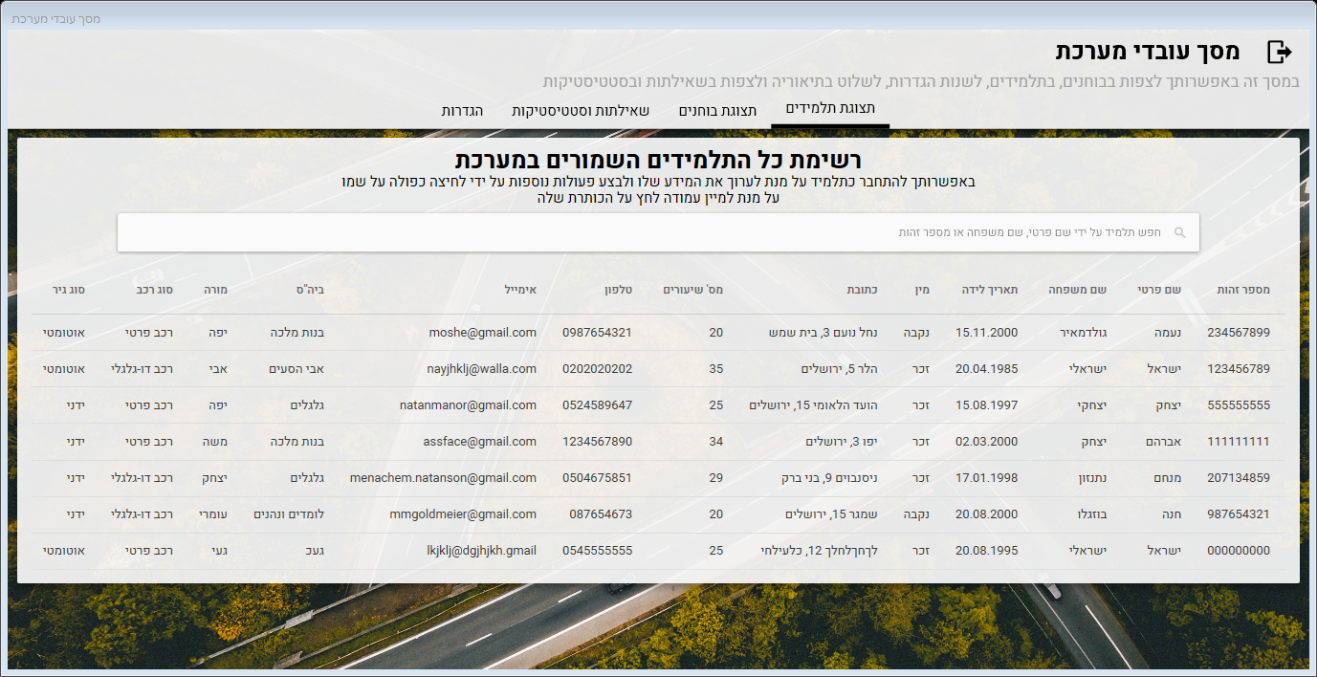 מסך עובדי מערכת
מסך עובדי מערכת
במסך זה באפשרותך לצפות בבוחנים, בתלמידים, לשנות הגדרות, לשלוט בתיאוריה ולצפות בשאילתות ובסטטיסטיקות
תצוגת תלמידים תצוגת בוחנים שאילתות וסטטיסטיקות הגדרות
רשימת כל התלמידים השמורים במערכת
באפשרותך להתחבר כתלמיד על מנת לערוך את המידע שלו ולבצע פעולות נוספות על ידי לחיצה כפולה על שמו
על מנת למיין עמודה לחץ על הכותרת שלה
חפש תלמיד על ידי שם פרטי, שם משפחה או מספר זהות
מספר זהות שם פרטי שם משפחה תאריך לידה מין כתובת מס' שיעורים טלפון אימייל ביה"ס מורה סוג רכב סוג גיר
234567899 נעמה גולדמאיר 15.11.2000 נקבה נחל נועם 3, בית שמש 20 0987654321 moshe@gmail.com בנות מלכה יפה רכב פרטי אוטומטי
123456789 ישראל ישראלי 20.04.1985 זכר הלר 5, ירושלים 35 0202020202 nayjhklj@walla.com אבי הסעים אבי רכב דו-גלגלי אוטומטי
555555555 יצחק יצחקי 15.08.1997 זכר הועד הלאומי 15, ירושלים 25 0524589647 natanmanor@gmail.com גלגלים יפה רכב פרטי ידני
111111111 אברהם יצחק 02.03.2000 זכר יפו 3, ירושלים 34 1234567890 assface@gmail.com בנות מלכה משה רכב פרטי ידני
207134859 מנחם נתנזון 17.01.1998 זכר ניסנבוים 9, בני ברק 29 0504675851 menachem.natanson@gmail.com גלגלים יצחק רכב דו-גלגלי ידני
987654321 חנה בוזגלו 20.08.2000 נקבה שמגר 15, ירושלים 20 087654673 mmgoldmeier@gmail.com לומדים ונהנים עומרי רכב דו-גלגלי ידני
000000000 ישראל ישראלי 20.08.1995 זכר לךחךלחלך 12, כלעילחי 25 0545555555 lkjklj@dgjhjkh.gmail געכ געי רכב פרטי אוטומטי